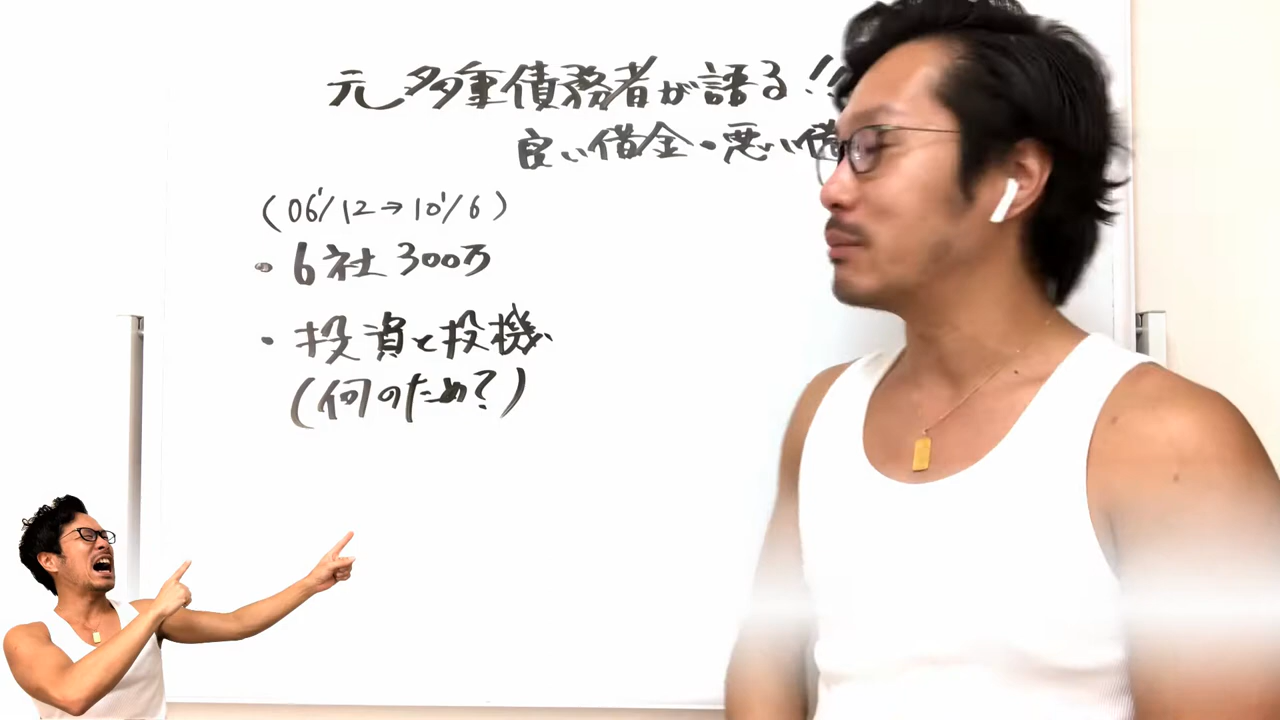 元多重債務者が語る!!
良い借金・悪い借
(06'/12→10'/6)
・6社300万
・投資と投機
(何のため?)